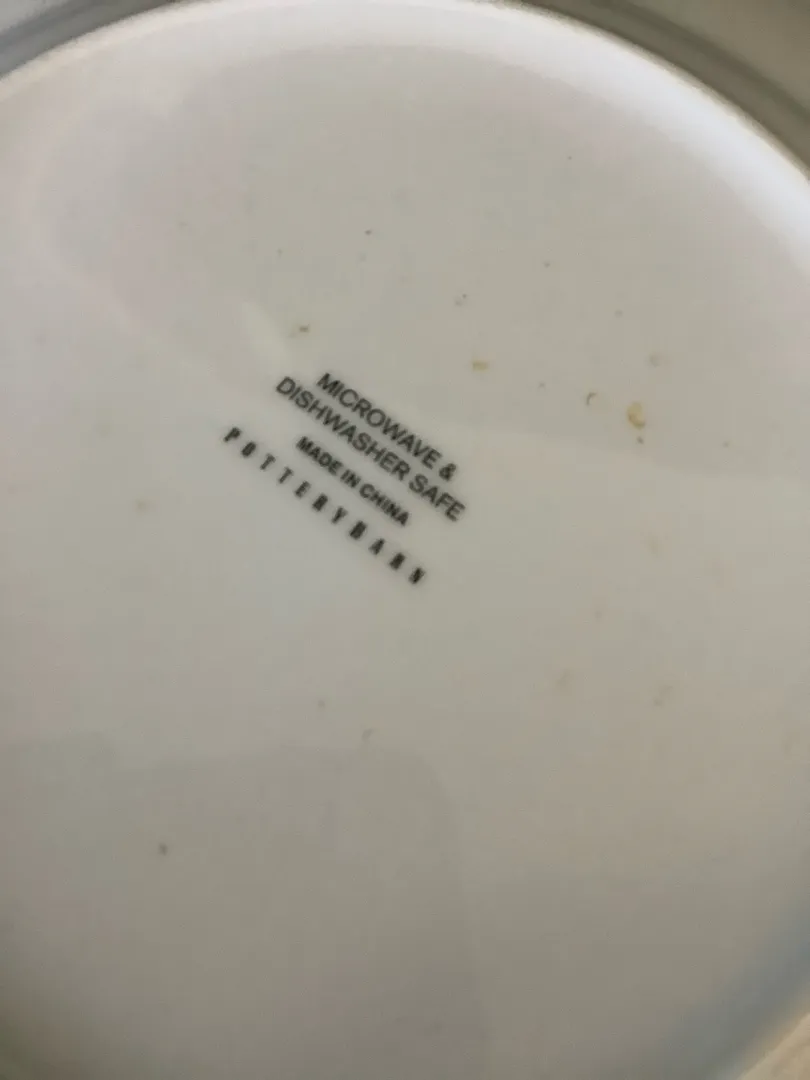 MICROWAVE &
DISHWASHER SAFE
MADE IN CHINA
POTTERYBARN